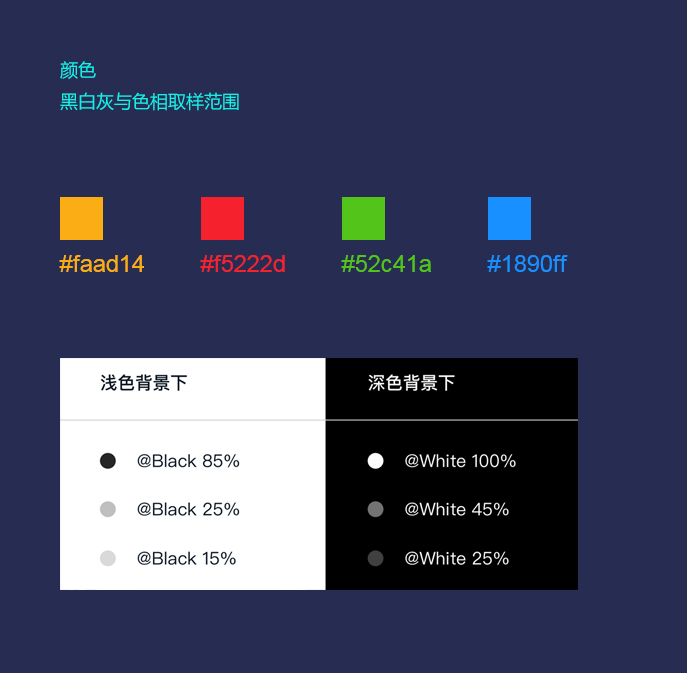 颜色
黑白灰与色相取样范围
#faad14 #f5222d #52c41a #1890ff
浅色背景下 深色背景下
@Black 85% @White 100%
@Black 25% @White 45%
@Black 15% @White 25%